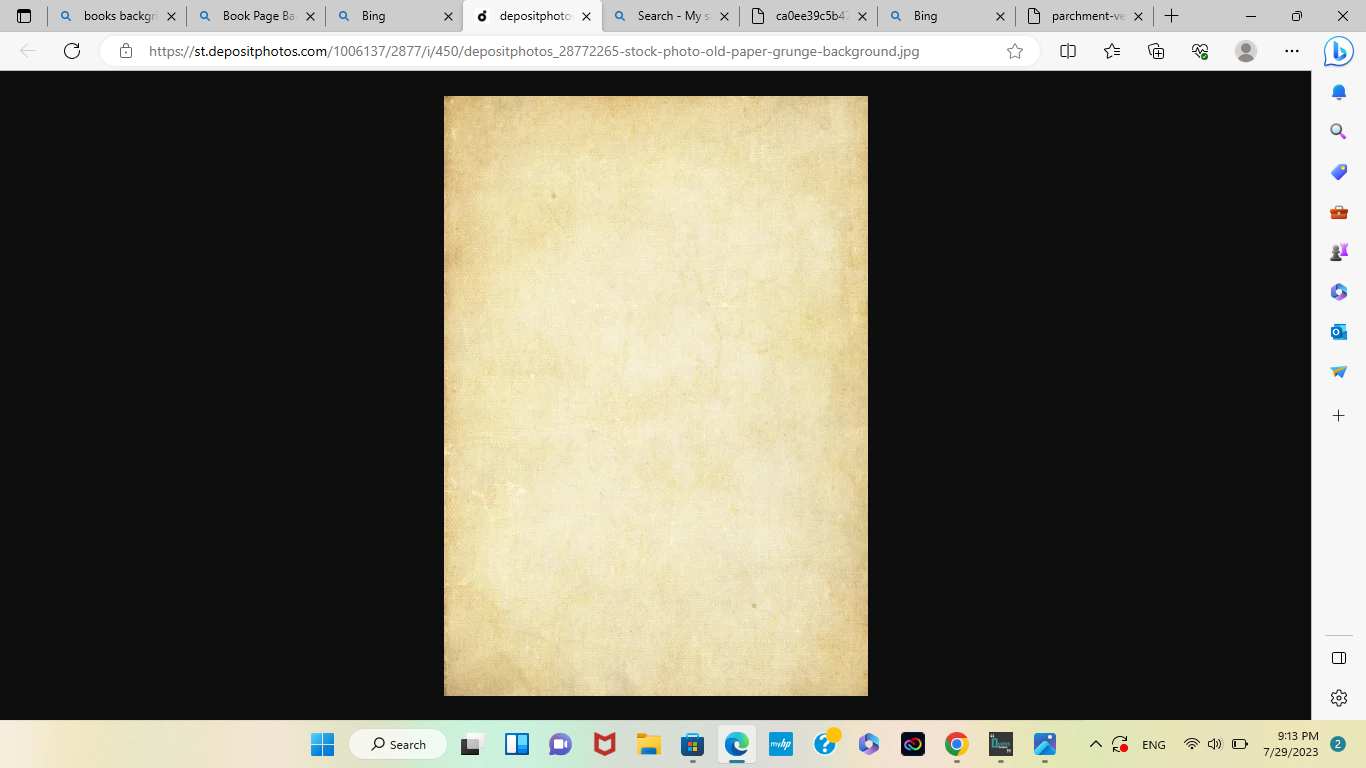 books backgr
Book Page Ba
Bing
depositphoto
Search - My s
ca0ee39c5b4
Bing
parchment-ve
https://st.depositphotos.com/1006137/2877/i/450/depositphotos_28772265-stock-photo-old-paper-grunge-background.jpg
Search
myhp
ENG
9:13 PM
7/29/2023
2